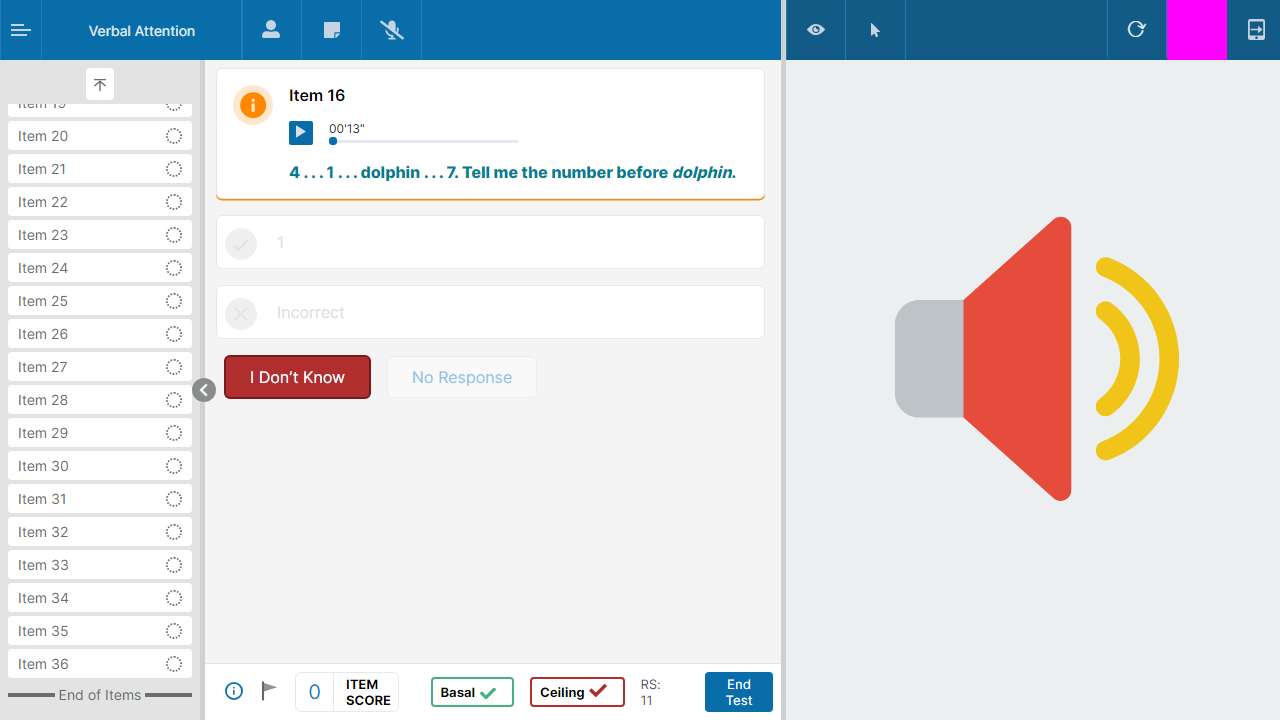 Verbal Attention
Item 19
Item 20
Item 21
Item 22
Item 23
Item 24
Item 25
Item 26
Item 27
Item 28
Item 29
Item 30
Item 31
Item 32
Item 33
Item 34
Item 35
Item 36
End of Items
Item 16
00'13"
4 . . . 1 . . . dolphin . . . 7. Tell me the number before dolphin.
1
Incorrect
I Don’t Know
No Response
0
ITEM
SCORE
Basal
Ceiling
RS:
11
End
Test